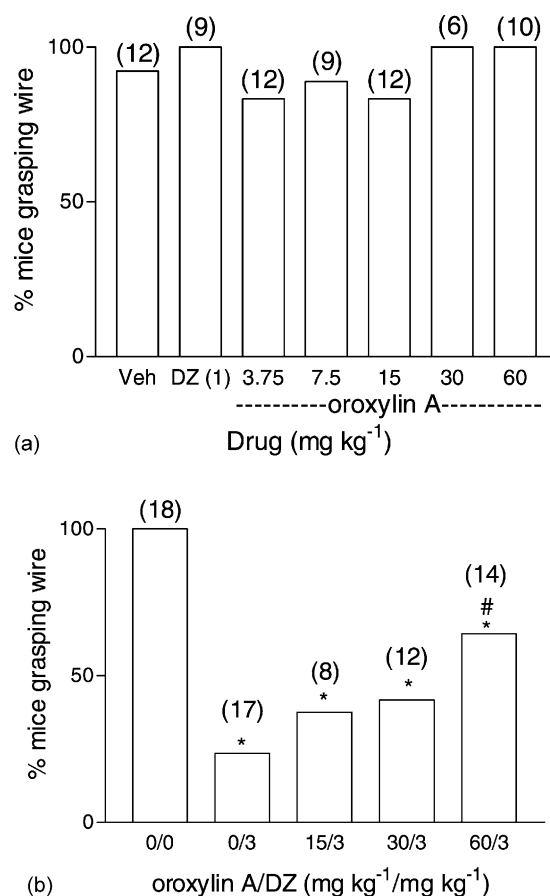 (12) (9) (12) (9) (12) (6) (10)
100
50
0
% mice grasping wire
Veh DZ (1) 3.75 7.5 15 30 60
----------oroxylin A----------
(a)
Drug (mg kg⁻¹)
(18)
(17)
(8)
(12)
(14)
#
* * * * 
100
50
0
% mice grasping wire
0/0 0/3 15/3 30/3 60/3
(b) oroxylin A/DZ (mg kg⁻¹/mg kg⁻¹)